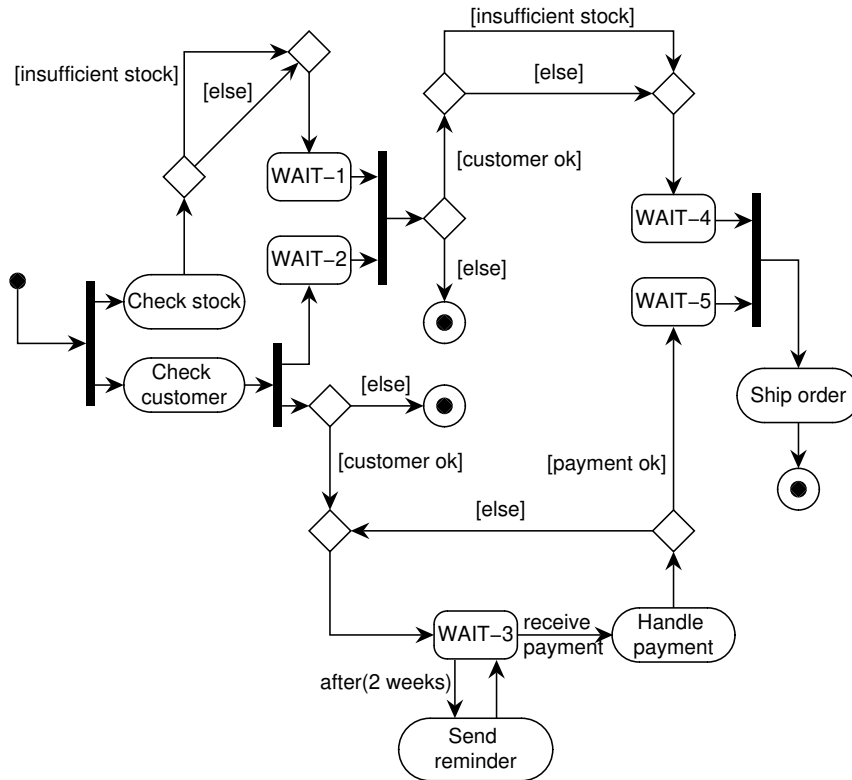 [insufficient stock]
[insufficient stock]
[else]
[else]
WAIT−1
[customer ok]
WAIT−4
WAIT−2
[else]
Check stock
WAIT−5
Check
customer
[else]
Ship order
[customer ok]
[payment ok]
[else]
WAIT−3
receive
payment
Handle
payment
after(2 weeks)
Send
reminder